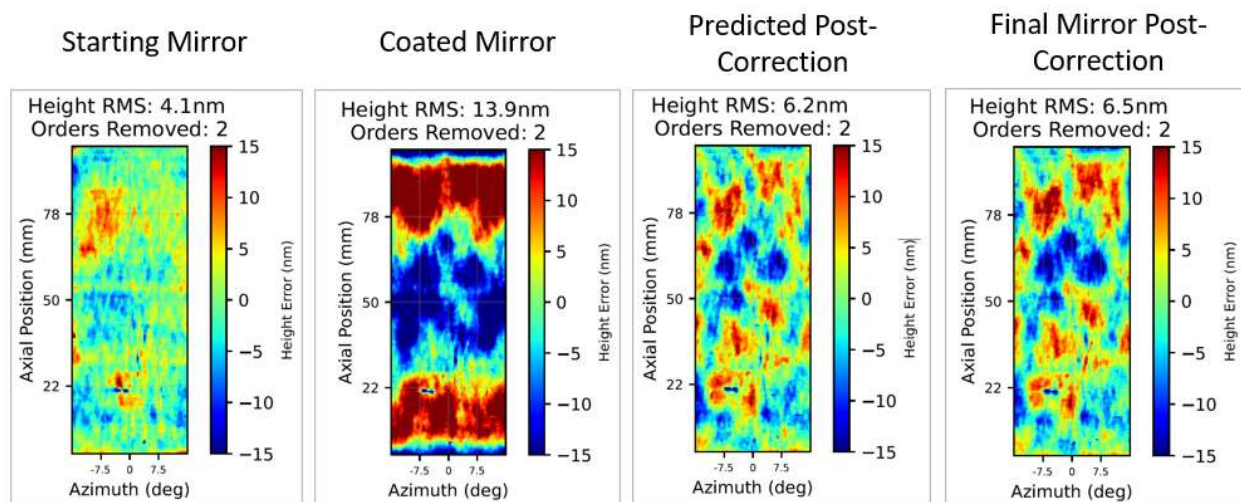 Starting Mirror
Height RMS: 4.1nm
Orders Removed: 2
Axial Position (mm)
78
50
22
-7.5 0 7.5
Azimuth (deg)
15
10
5
0
−5
−10
−15
Height Error (nm)
Coated Mirror
Height RMS: 13.9nm
Orders Removed: 2
Axial Position (mm)
78
50
22
-7.5 0 7.5
Azimuth (deg)
15
10
5
0
−5
−10
−15
Height Error (nm)
Predicted Post-
Correction
Height RMS: 6.2nm
Orders Removed: 2
Axial Position (mm)
78
50
22
-7.5 0 7.5
Azimuth (deg)
15
10
5
0
−5
−10
−15
Height Error (nm)
Final Mirror Post-
Correction
Height RMS: 6.5nm
Orders Removed: 2
Axial Position (mm)
78
50
22
-7.5 0 7.5
Azimuth (deg)
15
10
5
0
−5
−10
−15
Height Error (nm)